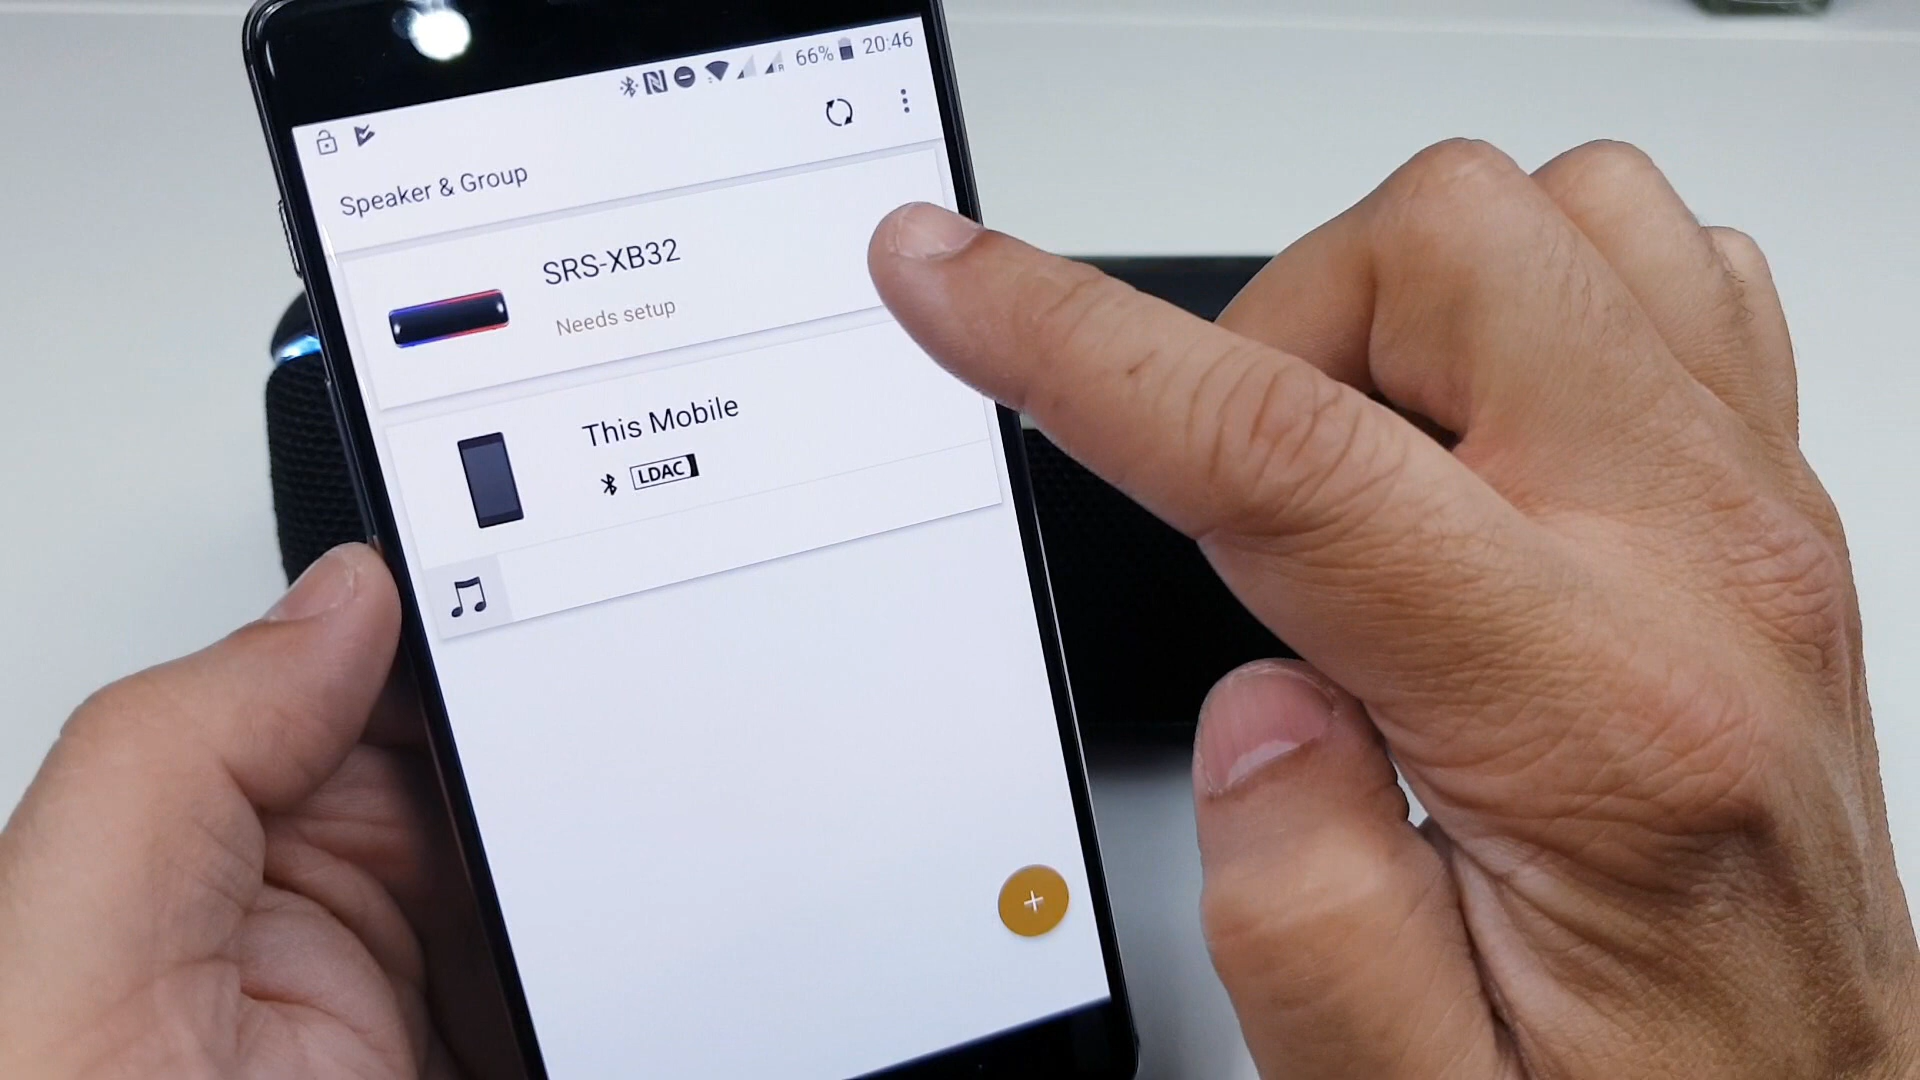 66% 20:46
Speaker & Group
SRS-XB32
Needs setup
This Mobile
LDAC